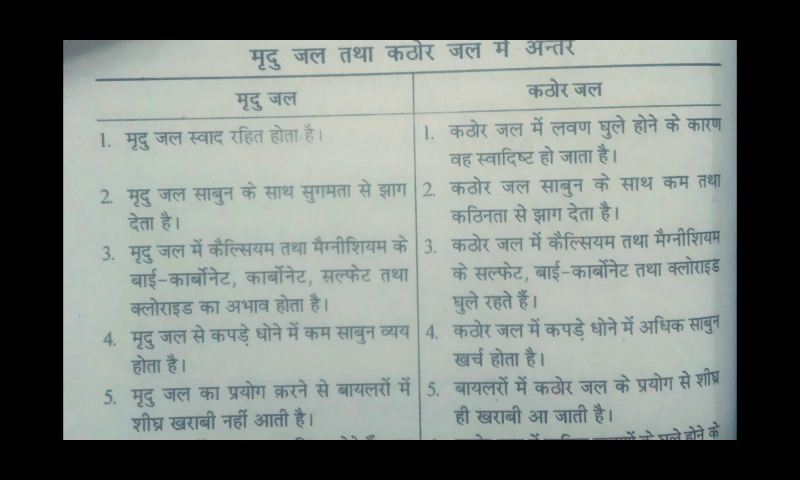 मृदु जल तथा कठोर जल में अन्तर
मृदु जल
1. मृदु जल स्वाद रहित होता है।
2. मृदु जल साबुन के साथ सुगमता से झाग
देता है।
3. मृदु जल में कैल्सियम तथा मैग्नीशियम के
बाई-कार्बोनेट, कार्बोनेट, सल्फेट तथा
क्लोराइड का अभाव होता है।
4. मृदु जल से कपड़े धोने में कम साबुन व्यय
होता है।
5. मृदु जल का प्रयोग करने से बायलरों में
शीघ्र खराबी नहीं आती है।
कठोर जल
1. कठोर जल में लवण घुले होने के कारण
वह स्वादिष्ट हो जाता है।
2. कठोर जल साबुन के साथ कम तथा
कठिनता से झाग देता है।
3. कठोर जल में कैल्सियम तथा मैग्नीशियम
के सल्फेट, बाई-कार्बोनेट तथा क्लोराइड
घुले रहते हैं।
4. कठोर जल में कपड़े धोने में अधिक साबुन
खर्च होता है।
5. बायलरों में कठोर जल के प्रयोग से शीघ्र
ही खराबी आ जाती है।
घुले होने के